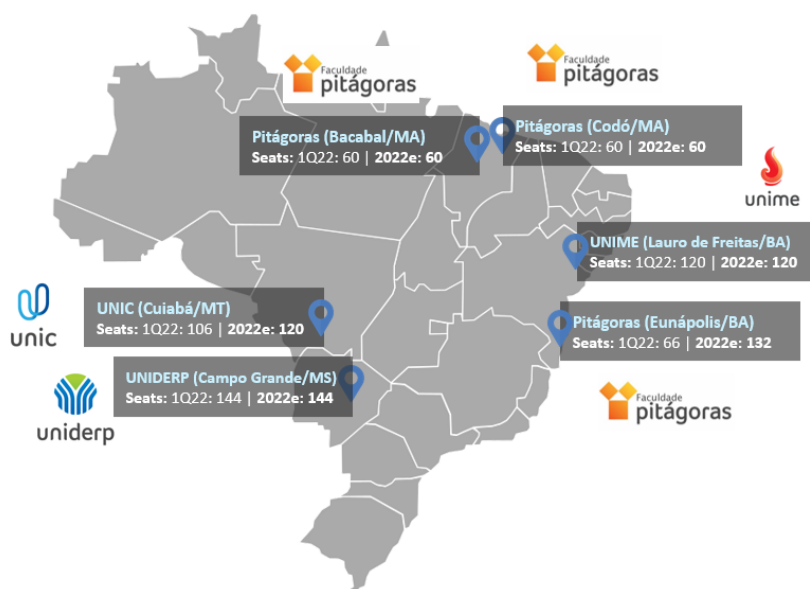 Faculdade
pitágoras
Faculdade
pitágoras
Pitágoras (Bacabal/MA)
Seats: 1Q22: 60 | 2022e: 60
Pitágoras (Codó/MA)
Seats: 1Q22: 60 | 2022e: 60
unime
UNIME (Lauro de Freitas/BA)
Seats: 1Q22: 120 | 2022e: 120
unic
UNIC (Cuiabá/MT)
Seats: 1Q22: 106 | 2022e: 120
Pitágoras (Eunápolis/BA)
Seats: 1Q22: 66 | 2022e: 132
uniderp
UNIDERP (Campo Grande/MS)
Seats: 1Q22: 144 | 2022e: 144
Faculdade
pitágoras